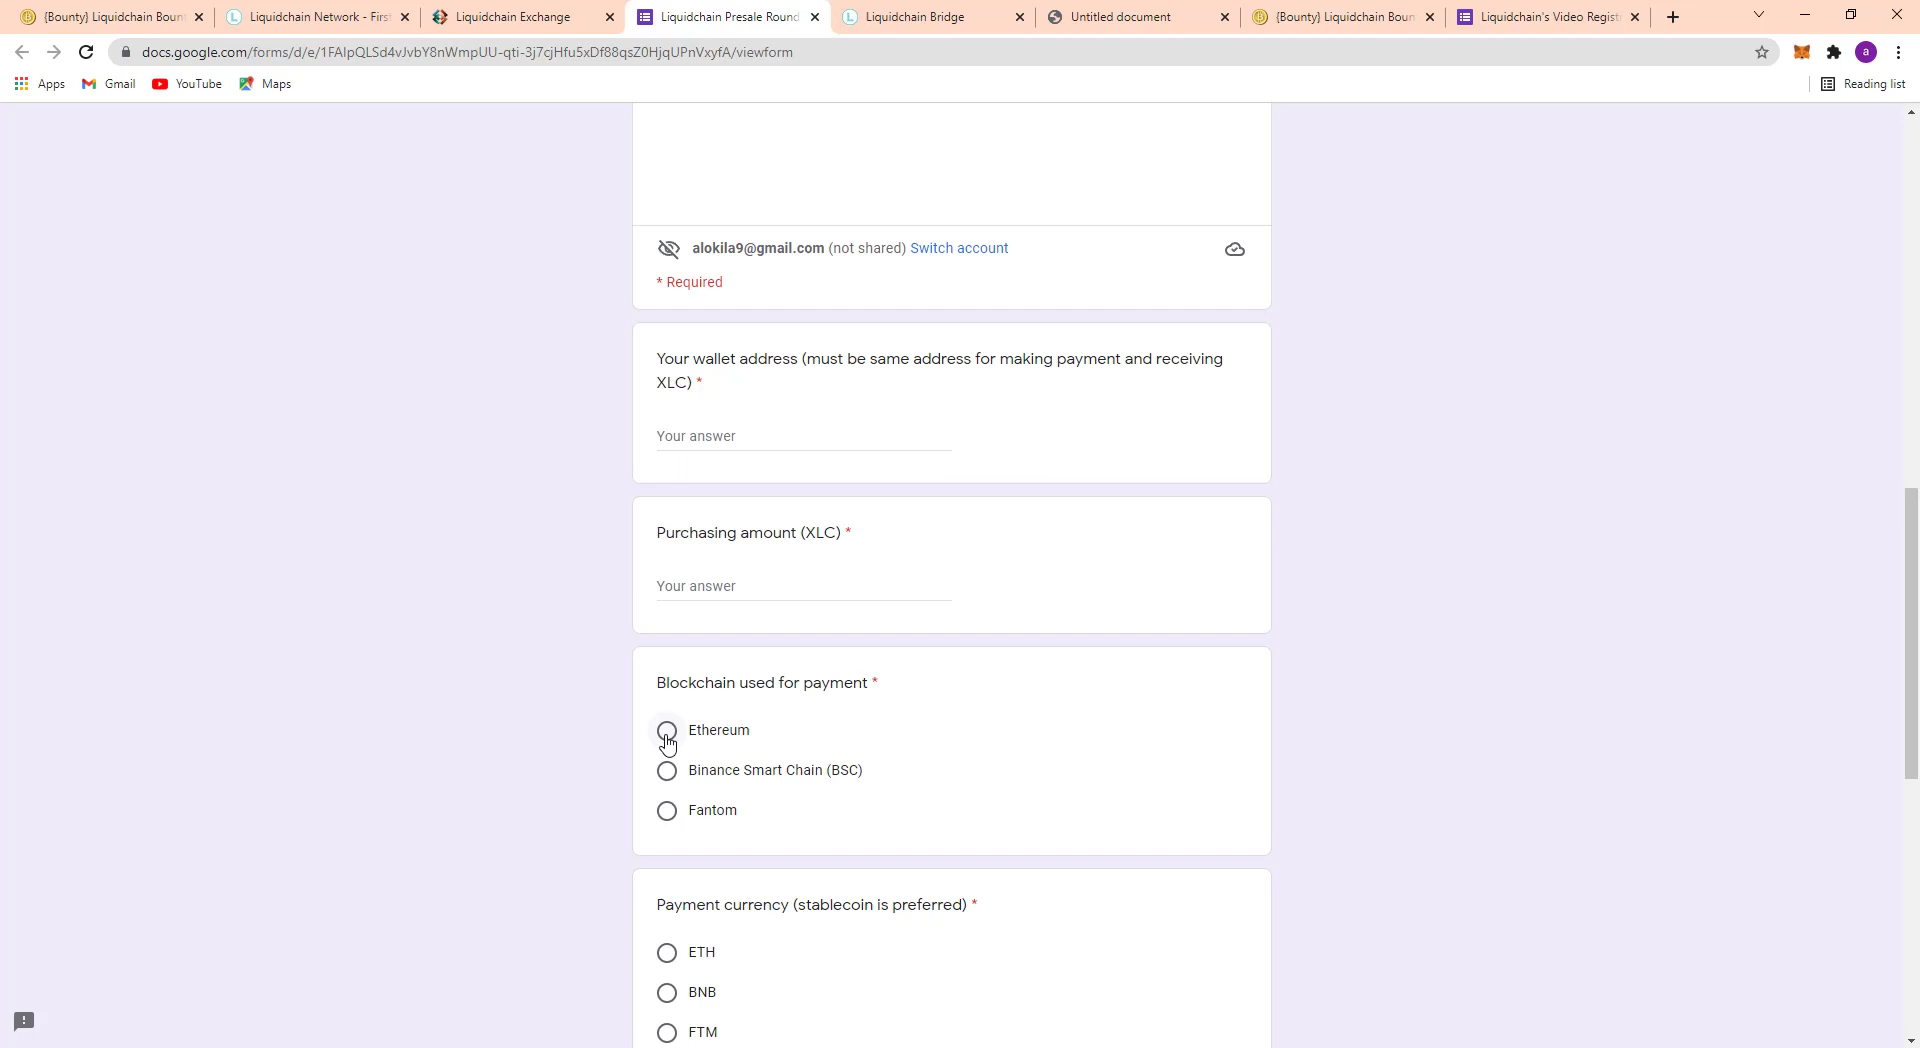 {Bounty} Liquidchain Boun
Liquidchain Network - Firs
Liquidchain Exchange
Liquidchain Presale Round
Liquidchain Bridge
Untitled document
{Bounty} Liquidchain Boun
Liquidchain's Video Regist
docs.google.com/forms/d/e/1FAIpQLSd4vJvbY8nWmpUU-qti-3j7cjHfu5xDf88qsZ0HjqUPnVxyfA/viewform
a
Apps
Gmail
YouTube
Maps
Reading list
alokila9@gmail.com (not shared) Switch account
* Required
Your wallet address (must be same address for making payment and receiving
XLC) *
Your answer
Purchasing amount (XLC) *
Your answer
Blockchain used for payment *
Ethereum
Binance Smart Chain (BSC)
Fantom
Payment currency (stablecoin is preferred) *
ETH
BNB
FTM